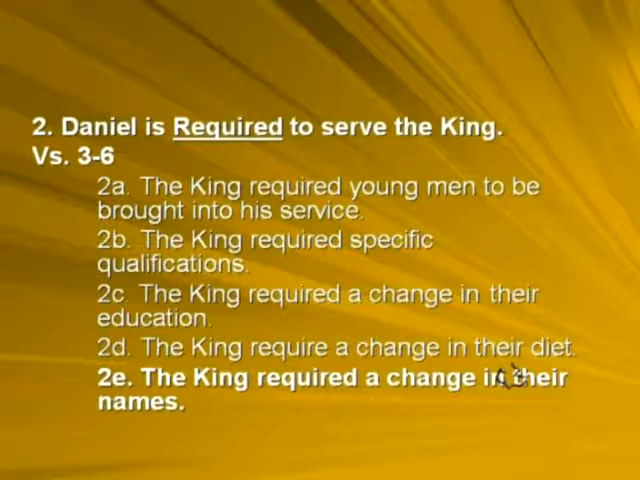 2. Daniel is Required to serve the King.
Vs. 3-6
2a. The King required young men to be
brought into his service.
2b. The King required specific
qualifications.
2c. The King required a change in their
education.
2d. The King require a change in their diet.
2e. The King required a change in their
names.